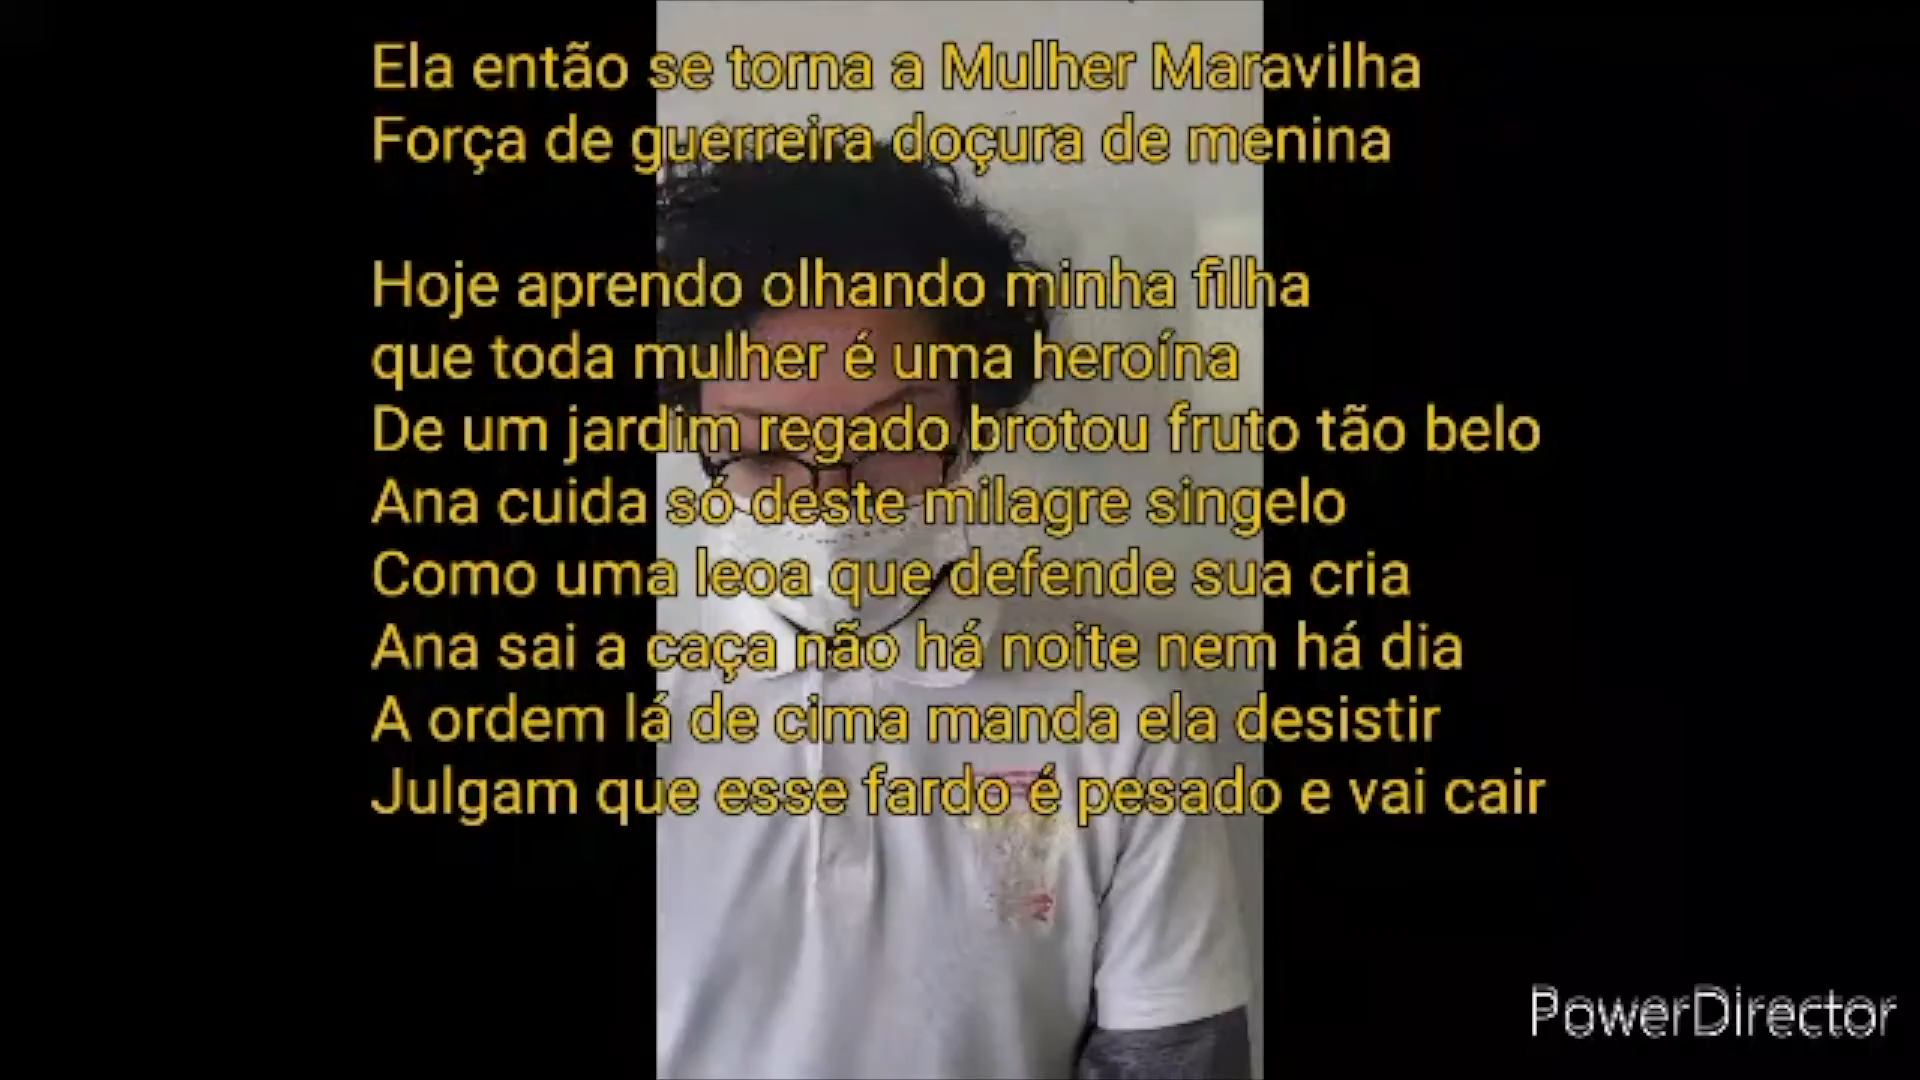 Ela então se torna a Mulher Maravilha
Força de guerreira doçura de menina
Hoje aprendo olhando minha filha
que toda mulher é uma heroína
De um jardim regado brotou fruto tão belo
Ana cuida só deste milagre singelo
Como uma leoa que defende sua cria
Ana sai a caça não há noite nem há dia
A ordem lá de cima manda ela desistir
Julgam que esse fardo é pesado e vai cair
PowerDirector